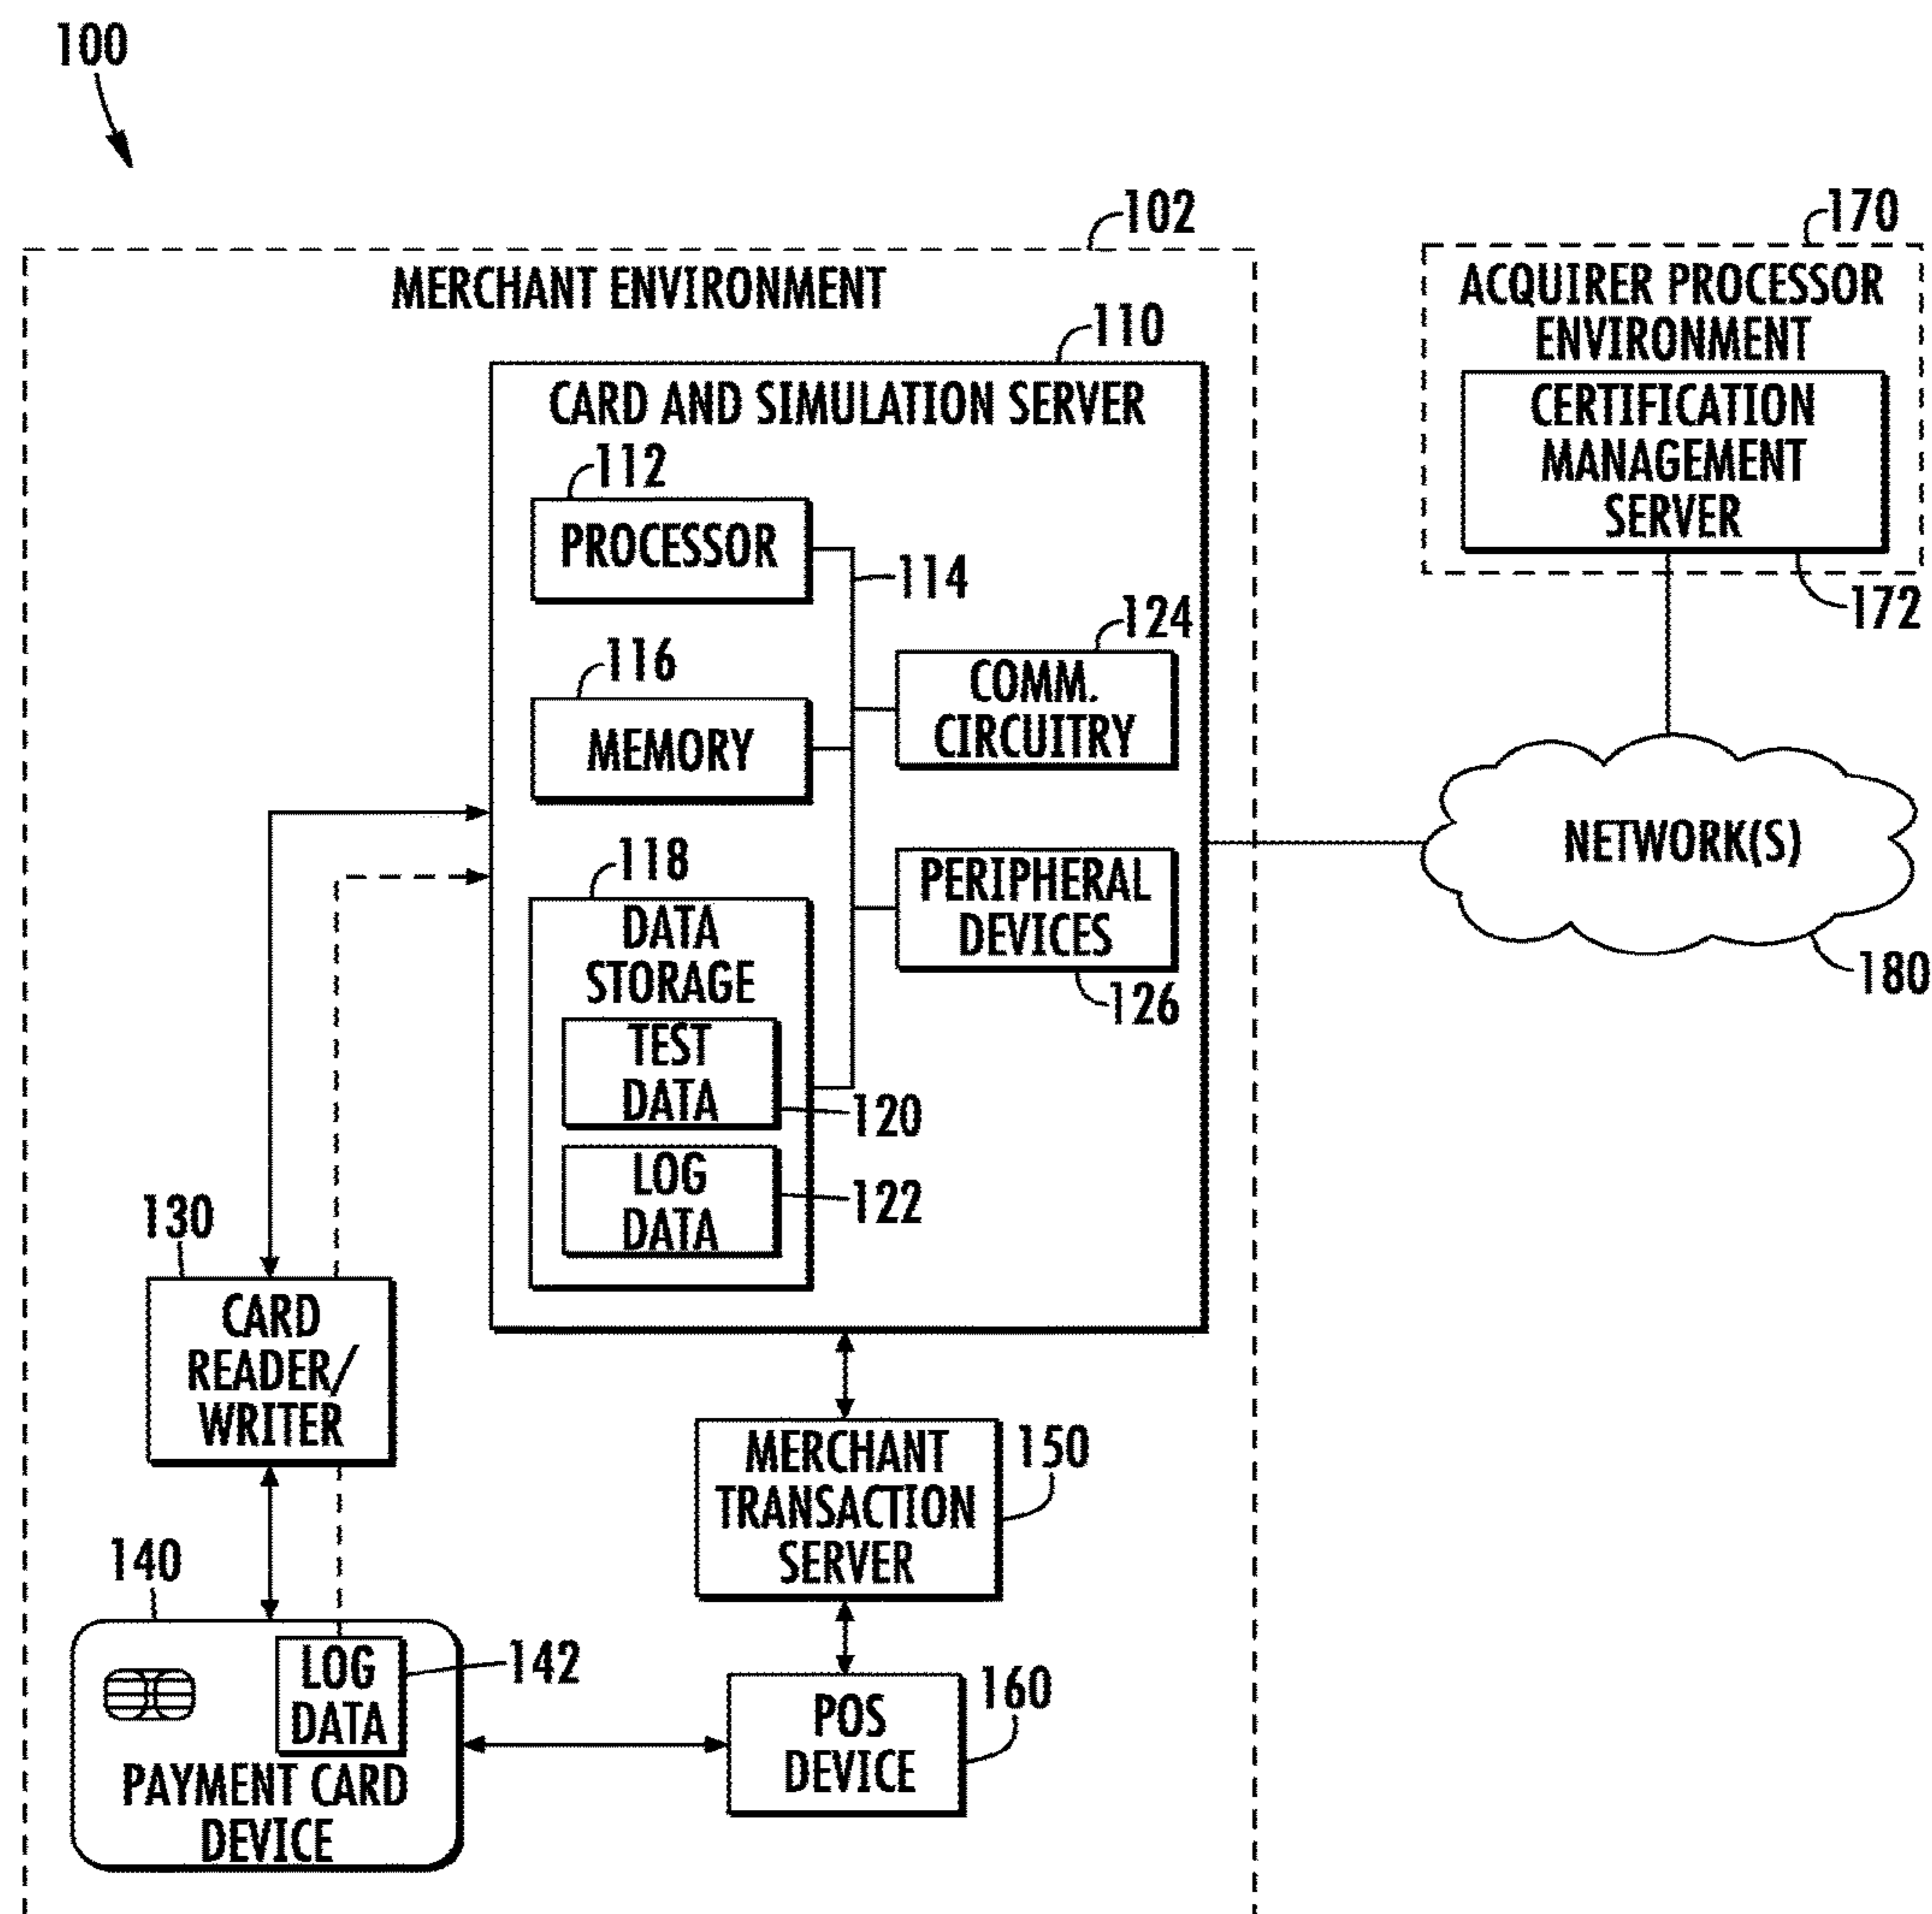 100
102
170
MERCHANT ENVIRONMENT
ACQUIRER PROCESSOR
ENVIRONMENT
110
CARD AND SIMULATION SERVER
CERTIFICATION
MANAGEMENT
SERVER
172
112
PROCESSOR
114
124
COMM.
CIRCUITRY
116
MEMORY
NETWORK(S)
180
118
DATA
STORAGE
PERIPHERAL
DEVICES
126
TEST
DATA
120
LOG
DATA
122
130
CARD
READER/
WRITER
MERCHANT
TRANSACTION
SERVER
150
140
LOG
DATA
142
PAYMENT CARD
DEVICE
POS
DEVICE
160